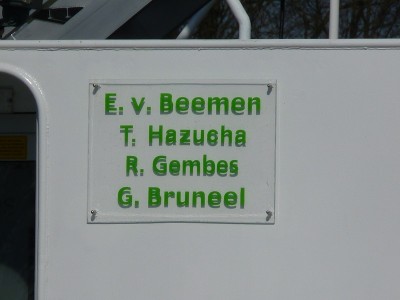 E. v. Beemen
T. Hazucha
R. Gembes
G. Bruneel